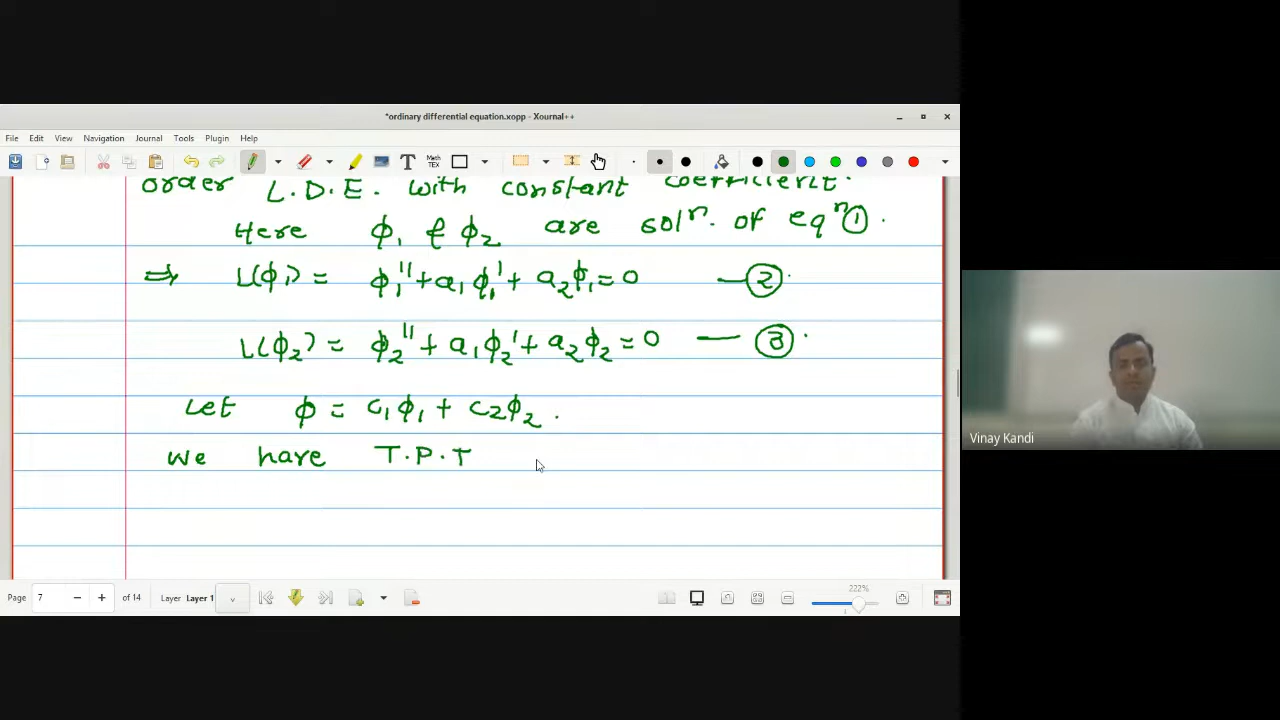 *ordinary differential equation.xopp - Xournal++
File Edit View Navigation Journal Tools Plugin Help
order L.D.E. with constant coefficient.
Here ϕ₁ & ϕ₂ are solⁿ. of eqⁿ ①.
⇒ L(ϕ₁) = ϕ₁'' + a₁ϕ₁' + a₂ϕ₁ = 0 — ②.
L(ϕ₂) = ϕ₂'' + a₁ϕ₂' + a₂ϕ₂ = 0 — ③.
Let ϕ = c₁ϕ₁ + c₂ϕ₂.
We have T.P.T
Vinay Kandi
Page 7 of 14 Layer Layer 1 222%